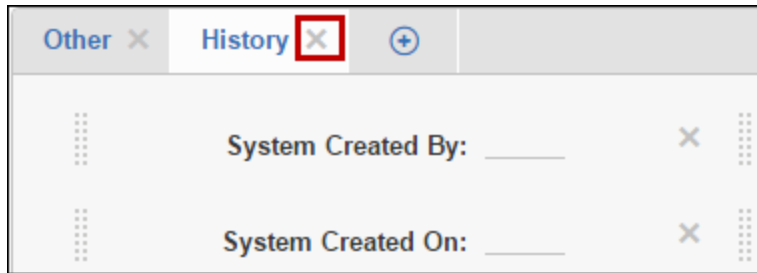 Other History
System Created By:
System Created On: